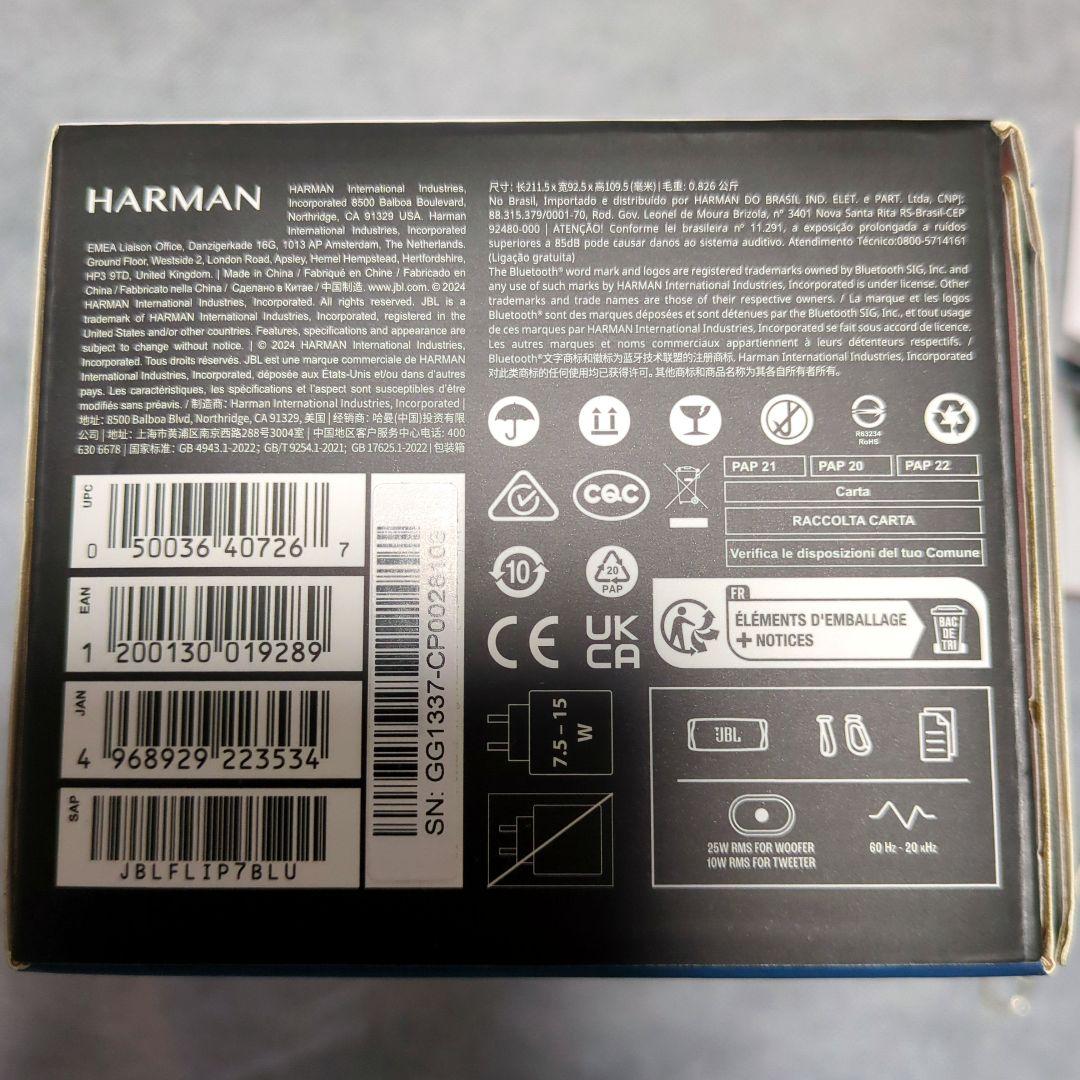 HARMAN
HARMAN International Industries,
Incorporated 8500 Balboa Boulevard,
Northridge, CA 91329 USA. Harman
International Industries, Incorporated
EMEA Liaison Office, Danzigerkade 16G, 1013 AP Amsterdam, The Netherlands.
Ground Floor, Westside 2, London Road, Apsley, Hemel Hempstead, Hertfordshire,
HP3 9TD, United Kingdom. | Made in China / Fabriqué en Chine / Fabricado en
China / Fabbricato nella China / Сделано в Китае / 中国制造. www.jbl.com. © 2024
HARMAN International Industries, Incorporated. All rights reserved. JBL is a
trademark of HARMAN International Industries, Incorporated, registered in the
United States and/or other countries. Features, specifications and appearance are
subject to change without notice. | © 2024 HARMAN International Industries,
Incorporated. Tous droits réservés. JBL est une marque commerciale de HARMAN
International Industries, Incorporated, déposée aux États-Unis et/ou dans d'autres
pays. Les caractéristiques, les spécifications et l'aspect sont susceptibles d'être
modifiés sans préavis. / 制造商: Harman International Industries, Incorporated |
地址: 8500 Balboa Blvd, Northridge, CA 91329, 美国 | 经销商: 哈曼(中国)投资有限
公司 | 地址: 上海市黄浦区南京西路288号3004室 | 中国地区客户服务中心电话: 400
630 6678 | 国家标准: GB 4943.1-2022; GB/T 9254.1-2021; GB 17625.1-2022 | 包装箱
尺寸: 长211.5 x 宽92.5 x 高109.5 (毫米) | 毛重: 0.826 公斤
No Brasil, Importado e distribuído por HARMAN DO BRASIL IND. ELET. e PART. Ltda, CNPJ:
88.315.379/0001-70, Rod. Gov. Leonel de Moura Brizola, n° 3401 Nova Santa Rita RS-Brasil-CEP
92480-000 | ATENÇÃO! Conforme lei brasileira n° 11.291, a exposição prolongada a ruídos
superiores a 85dB pode causar danos ao sistema auditivo. Atendimento Técnico:0800-5714161
(Ligação gratuita)
The Bluetooth® word mark and logos are registered trademarks owned by Bluetooth SIG, Inc. and
any use of such marks by HARMAN International Industries, Incorporated is under license. Other
trademarks and trade names are those of their respective owners. / La marque et les logos
Bluetooth® sont des marques déposées et sont détenues par the Bluetooth SIG, Inc., et tout usage
de ces marques par HARMAN International Industries, Incorporated se fait sous accord de licence.
Les autres marques et noms commerciaux appartiennent à leurs détenteurs respectifs. /
Bluetooth®文字商标和徽标为蓝牙技术联盟的注册商标, Harman International Industries, Incorporated
对此类商标的任何使用均已获得许可。其他商标和商品名称为其各自所有者所有。
R63234
RoHS
CQC
PAP 21
PAP 20
PAP 22
Carta
RACCOLTA CARTA
Verifica le disposizioni del tuo Comune
10
20
PAP
CE
UK
CA
FR
ÉLÉMENTS D'EMBALLAGE
+ NOTICES
BAC
DE
TRI
UPC
0 50036 40726 7
EAN
1 200130 019289
JAN
4 968929 223534
SAP
JBLFLIP7BLU
SN: GG1337-CP0028103
7.5 – 15
W
JBL
25W RMS FOR WOOFER
10W RMS FOR TWEETER
60 Hz - 20 kHz